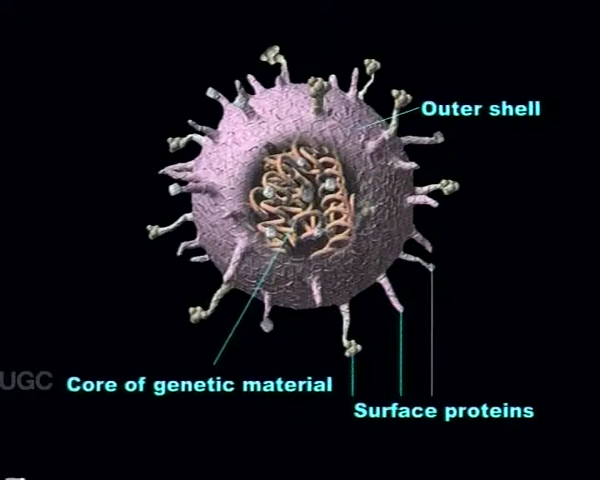 Outer shell
UGC
Core of genetic material
Surface proteins